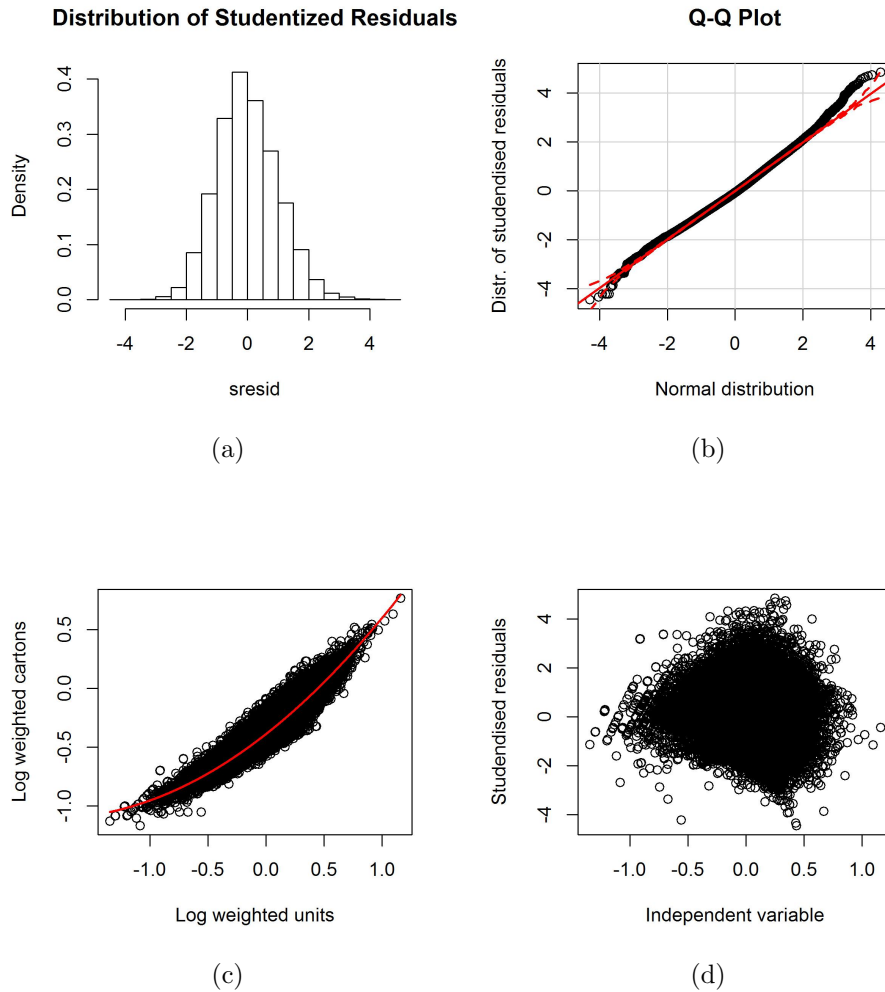 Distribution of Studentized Residuals
Density
0.0
0.1
0.2
0.3
0.4
-4 -2 0 2 4
sresid
(a)
Q-Q Plot
Distr. of studendised residuals
-4
-2
0
2
4
-4 -2 0 2 4
Normal distribution
(b)
Log weighted cartons
-1.0
-0.5
0.0
0.5
-1.0 -0.5 0.0 0.5 1.0
Log weighted units
(c)
Studendised residuals
-4
-2
0
2
4
-1.0 -0.5 0.0 0.5 1.0
Independent variable
(d)